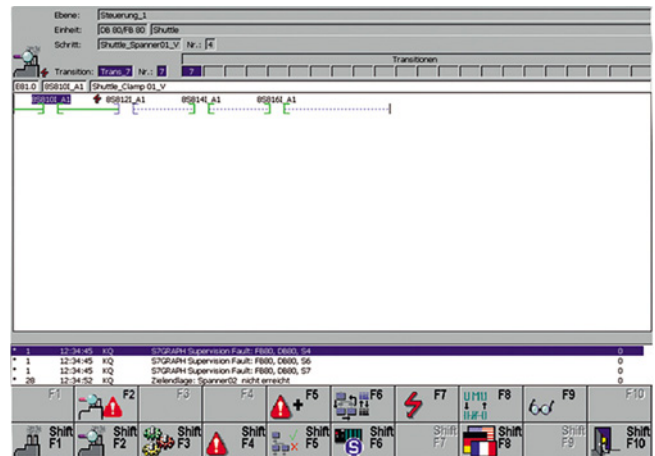 Ebene: Steuerung_1
Einheit: DB 80/FB 80 Shuttle
Schritt: Shuttle_Spanner01_V Nr.: 4
Transitionen
Transition: Trans_7 Nr.: 7 7
E81.0 8S810I_A1 Shuttle_Clamp 01_V
8S810I_A1 8S812I_A1 8S814I_A1 8S816I_A1
* 1 12:34:45 KQ S7GRAPH Supervision Fault: FB80, DB80, S4 0
* 1 12:34:45 KQ S7GRAPH Supervision Fault: FB80, DB80, S6 0
* 1 12:34:45 KQ S7GRAPH Supervision Fault: FB80, DB80, S7 0
* 28 12:34:52 KQ Zielendlage: Spanner02 nicht erreicht 0
F1 F2 F3 F4 F5 F6 F7 F8 F9 F10
Shift F1 Shift F2 Shift F3 Shift F4 Shift F5 S Shift F6 Shift F7 Shift F8 Shift F9 Shift F10